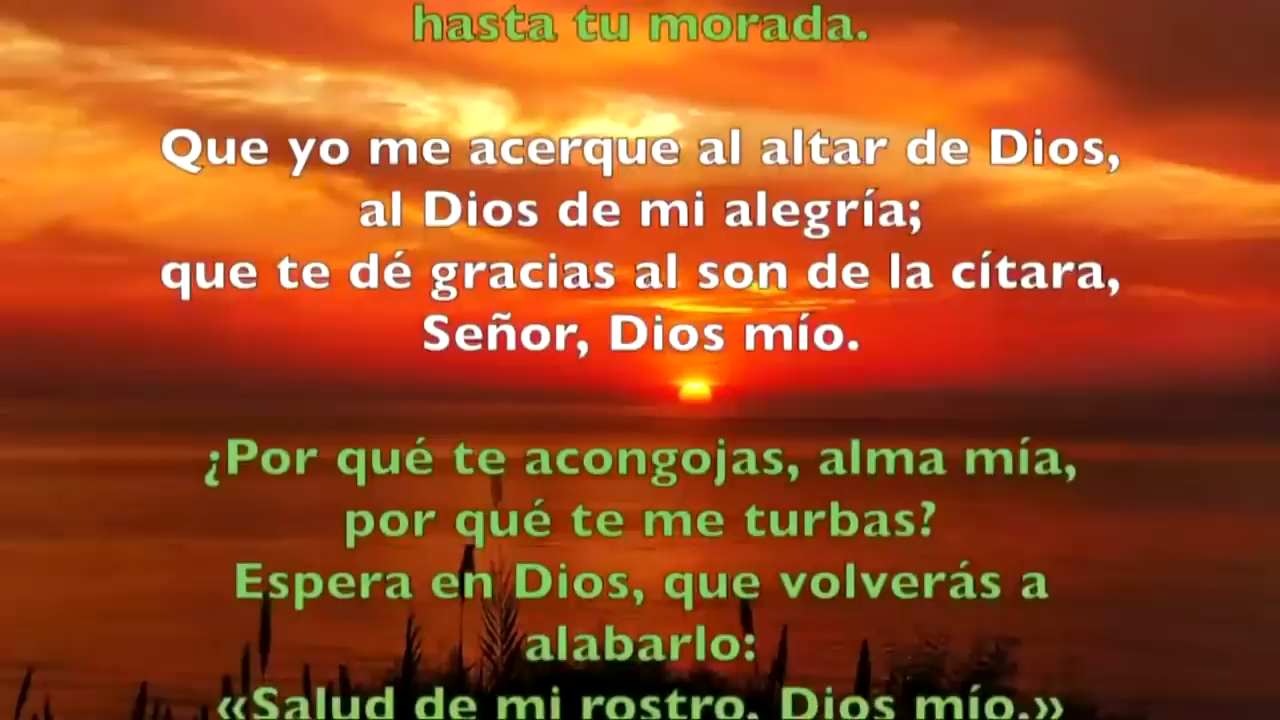 hasta tu morada.
Que yo me acerque al altar de Dios,
al Dios de mi alegría;
que te dé gracias al son de la cítara,
Señor, Dios mío.
¿Por qué te acongojas, alma mía,
por qué te me turbas?
Espera en Dios, que volverás a
alabarlo:
«Salud de mi rostro, Dios mío.»